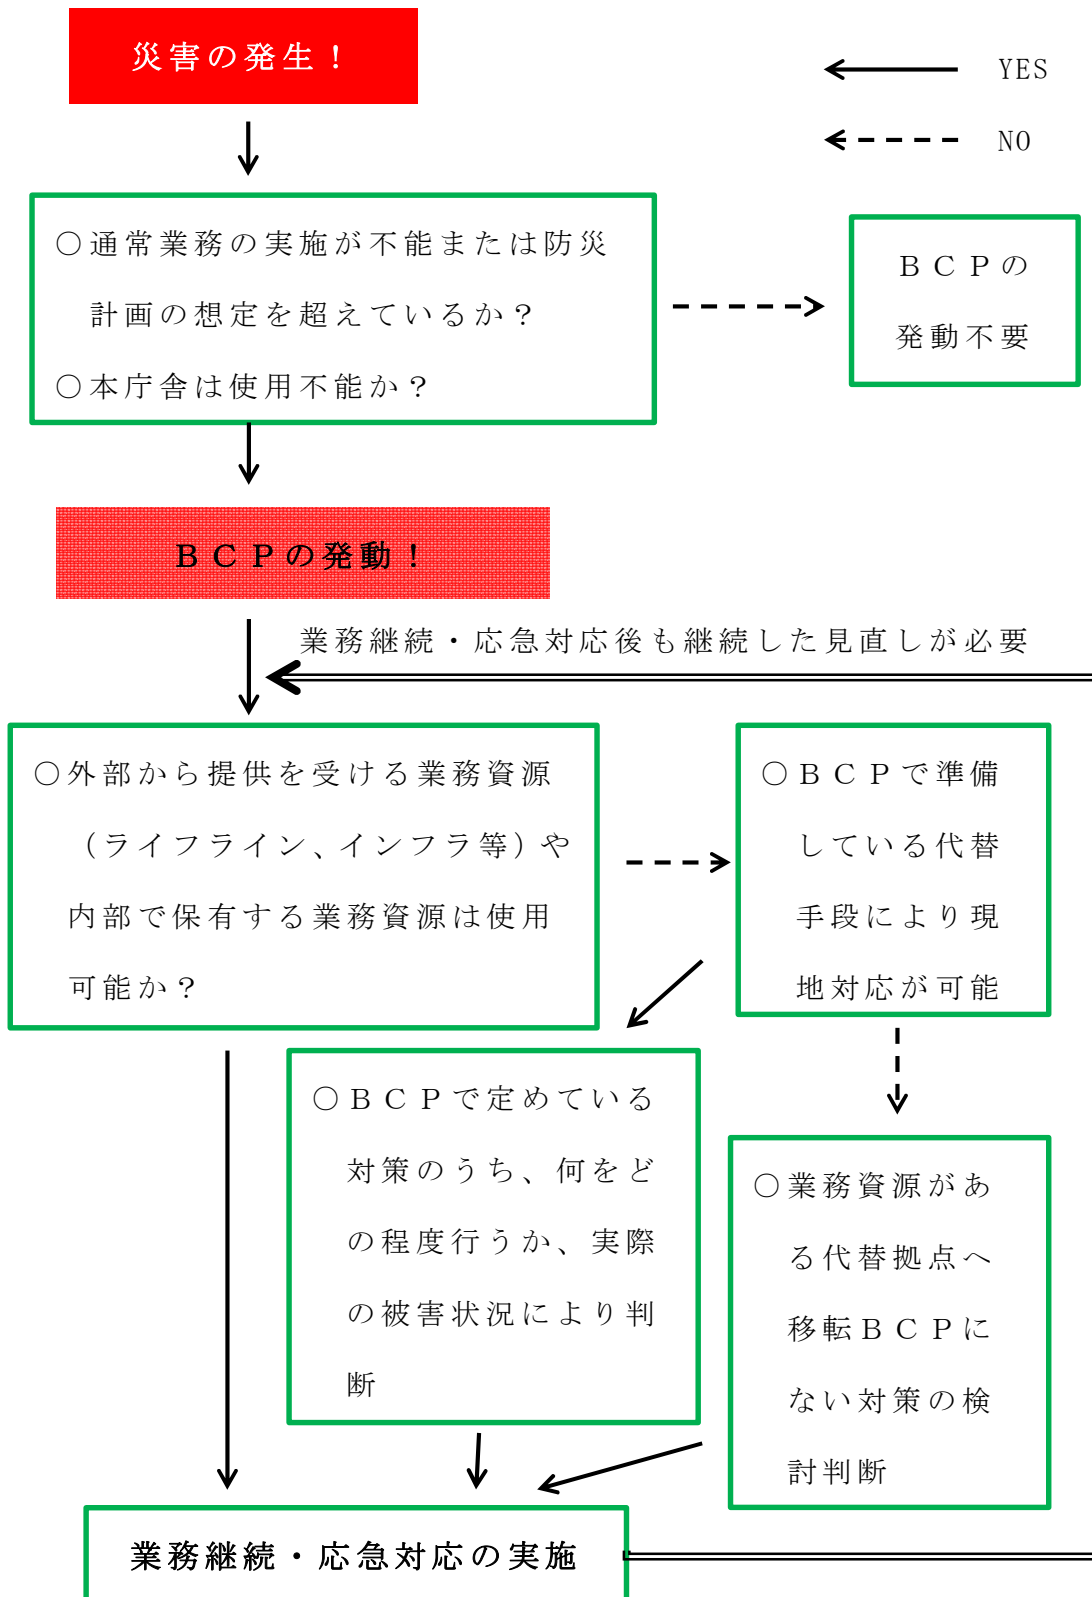 災害の発生！
YES
NO
○通常業務の実施が不能または防災
計画の想定を超えているか？
○本庁舎は使用不能か？
ＢＣＰの
発動不要
ＢＣＰの発動！
業務継続・応急対応後も継続した見直しが必要
○外部から提供を受ける業務資源
（ライフライン、インフラ等）や
内部で保有する業務資源は使用
可能か？
○ＢＣＰで準備
している代替
手段により現
地対応が可能
○ＢＣＰで定めている
対策のうち、何をど
の程度行うか、実際
の被害状況により判
断
○業務資源があ
る代替拠点へ
移転ＢＣＰに
ない対策の検
討判断
業務継続・応急対応の実施